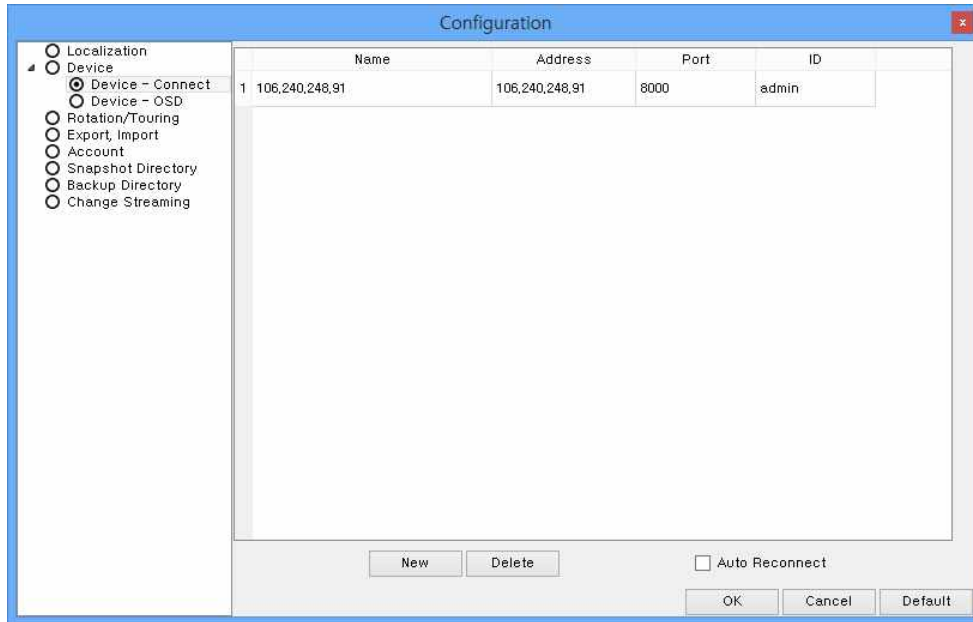 Configuration
x
Localization
Device
Device - Connect
Device - OSD
Rotation/Touring
Export, Import
Account
Snapshot Directory
Backup Directory
Change Streaming
Name Address Port ID
1 106,240,248,91 106,240,248,91 8000 admin
New Delete Auto Reconnect
OK Cancel Default